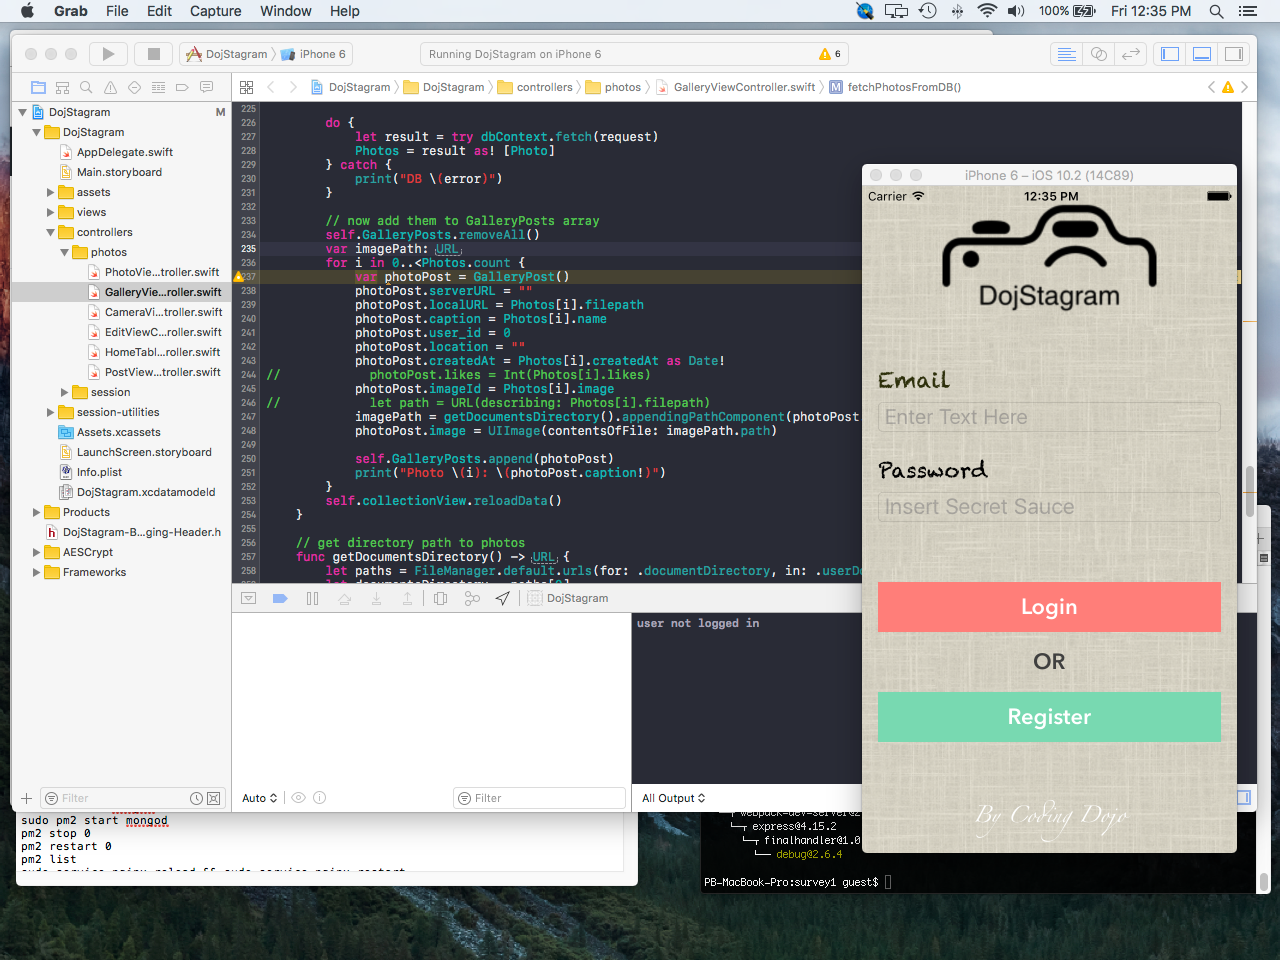 Grab File Edit Capture Window Help 100% Fri 12:35 PM
DojStagram iPhone 6 Running DojStagram on iPhone 6 6
DojStagram DojStagram controllers photos GalleryViewController.swift M fetchPhotosFromDB()
DojStagram M
DojStagram
AppDelegate.swift
Main.storyboard
assets
views
controllers
photos
PhotoVie...troller.swift
GalleryVie...roller.swift
CameraVi...troller.swift
EditViewC...roller.swift
HomeTabl...roller.swift
PostView...troller.swift
session
session-utilities
Assets.xcassets
LaunchScreen.storyboard
Info.plist
DojStagram.xcdatamodeld
Products
h DojStagram-B...ging-Header.h
AESCrypt
Frameworks
Filter
225
226 do {
227 let result = try dbContext.fetch(request)
228 Photos = result as! [Photo]
229 } catch {
230 print("DB \(error)")
231 }
232
233 // now add them to GalleryPosts array
234 self.GalleryPosts.removeAll()
235 var imagePath: URL
236 for i in 0..<Photos.count {
237 var photoPost = GalleryPost()
238 photoPost.serverURL = ""
239 photoPost.localURL = Photos[i].filepath
240 photoPost.caption = Photos[i].name
241 photoPost.user_id = 0
242 photoPost.location = ""
243 photoPost.createdAt = Photos[i].createdAt as Date!
244 // photoPost.likes = Int(Photos[i].likes)
245 photoPost.imageId = Photos[i].image
246 // let path = URL(describing: Photos[i].filepath)
247 imagePath = getDocumentsDirectory().appendingPathComponent(photoPost
248 photoPost.image = UIImage(contentsOfFile: imagePath.path)
249
250 self.GalleryPosts.append(photoPost)
251 print("Photo \(i): \(photoPost.caption!)")
252 }
253 self.collectionView.reloadData()
254 }
255
256 // get directory path to photos
257 func getDocumentsDirectory() -> URL {
258 let paths = FileManager.default.urls(for: .documentDirectory, in: .userDo
DojStagram
user not logged in
Auto Filter
All Output
iPhone 6 – iOS 10.2 (14C89)
Carrier 12:35 PM
DojStagram
Email
Enter Text Here
Password
Insert Secret Sauce
Login
OR
Register
By Coding Dojo
sudo pm2 start mongod
pm2 stop 0
pm2 restart 0
pm2 list
sudo service nginx reload && sudo service nginx restart
webpack-dev-server@2
express@4.15.2
finalhandler@1.0
debug@2.6.4
PB-MacBook-Pro:survey1 guest$